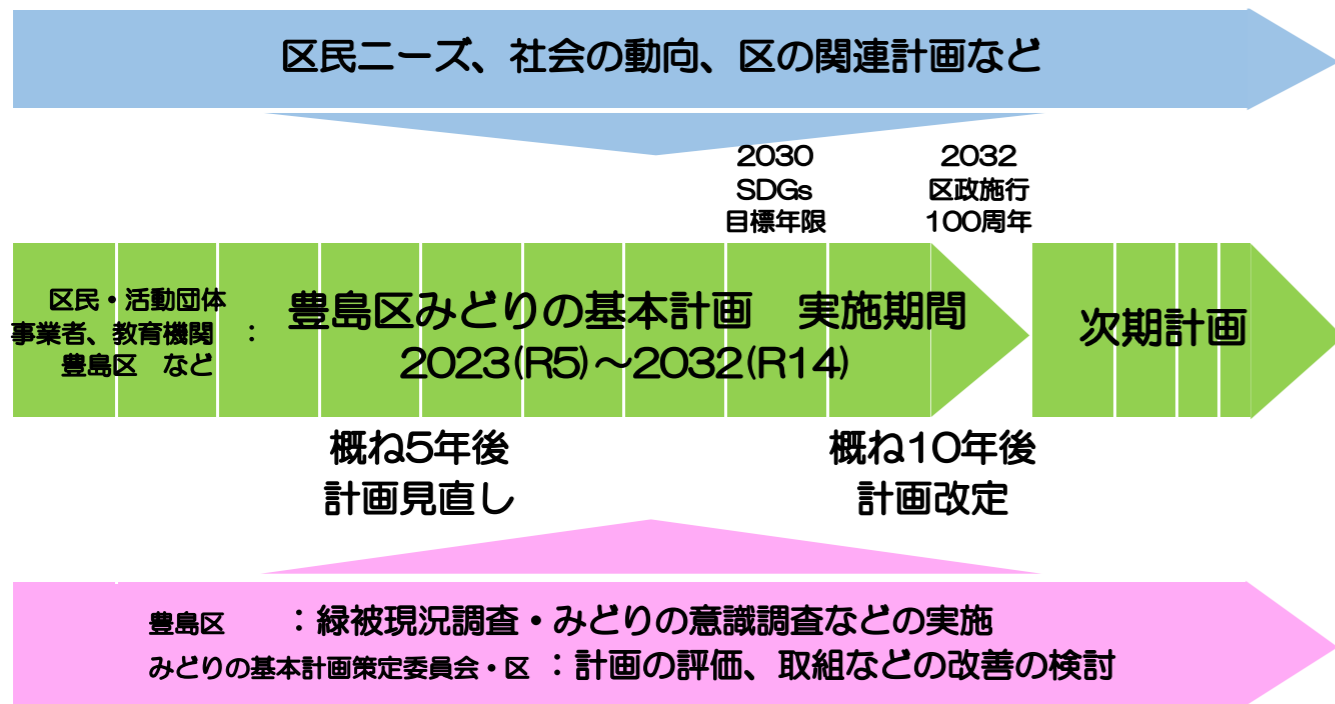 区民ニーズ、社会の動向、区の関連計画など
2030
SDGs
目標年限
2032
区政施行
100周年
区民・活動団体
事業者、教育機関　：
豊島区　など
豊島区みどりの基本計画　実施期間
2023(R5)～2032(R14)
次期計画
概ね5年後
計画見直し
概ね10年後
計画改定
豊島区　　：緑被現況調査・みどりの意識調査などの実施
みどりの基本計画策定委員会・区　：計画の評価、取組などの改善の検討